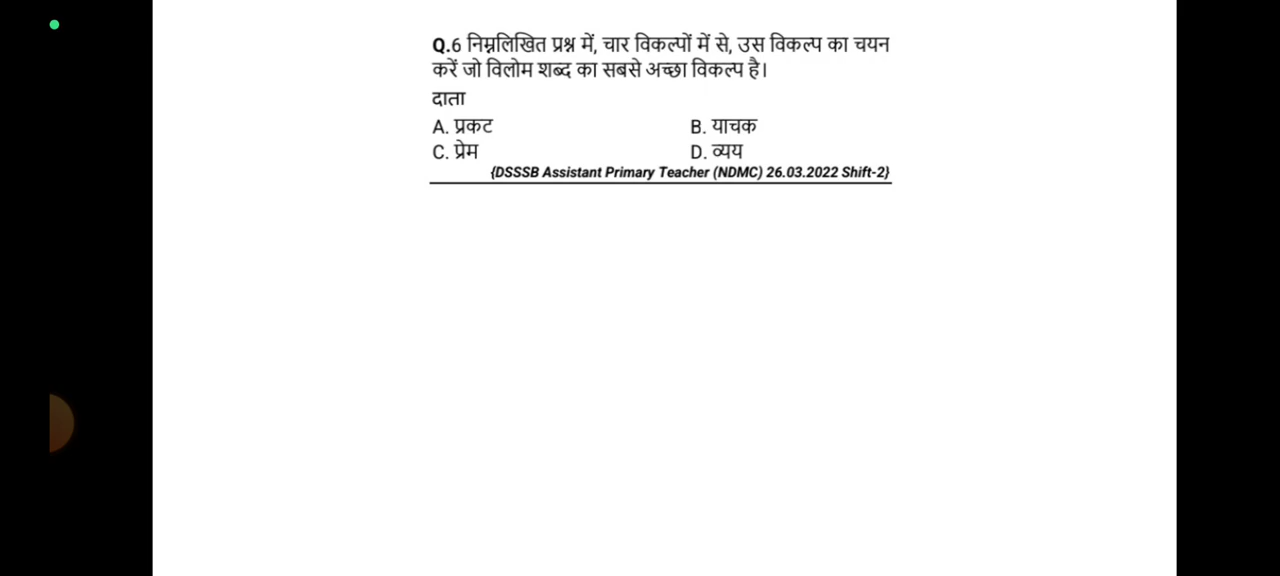 Q.6 निम्नलिखित प्रश्न में, चार विकल्पों में से, उस विकल्प का चयन
करें जो विलोम शब्द का सबसे अच्छा विकल्प है।
दाता
A. प्रकट B. याचक
C. प्रेम D. व्यय
{DSSSB Assistant Primary Teacher (NDMC) 26.03.2022 Shift-2}